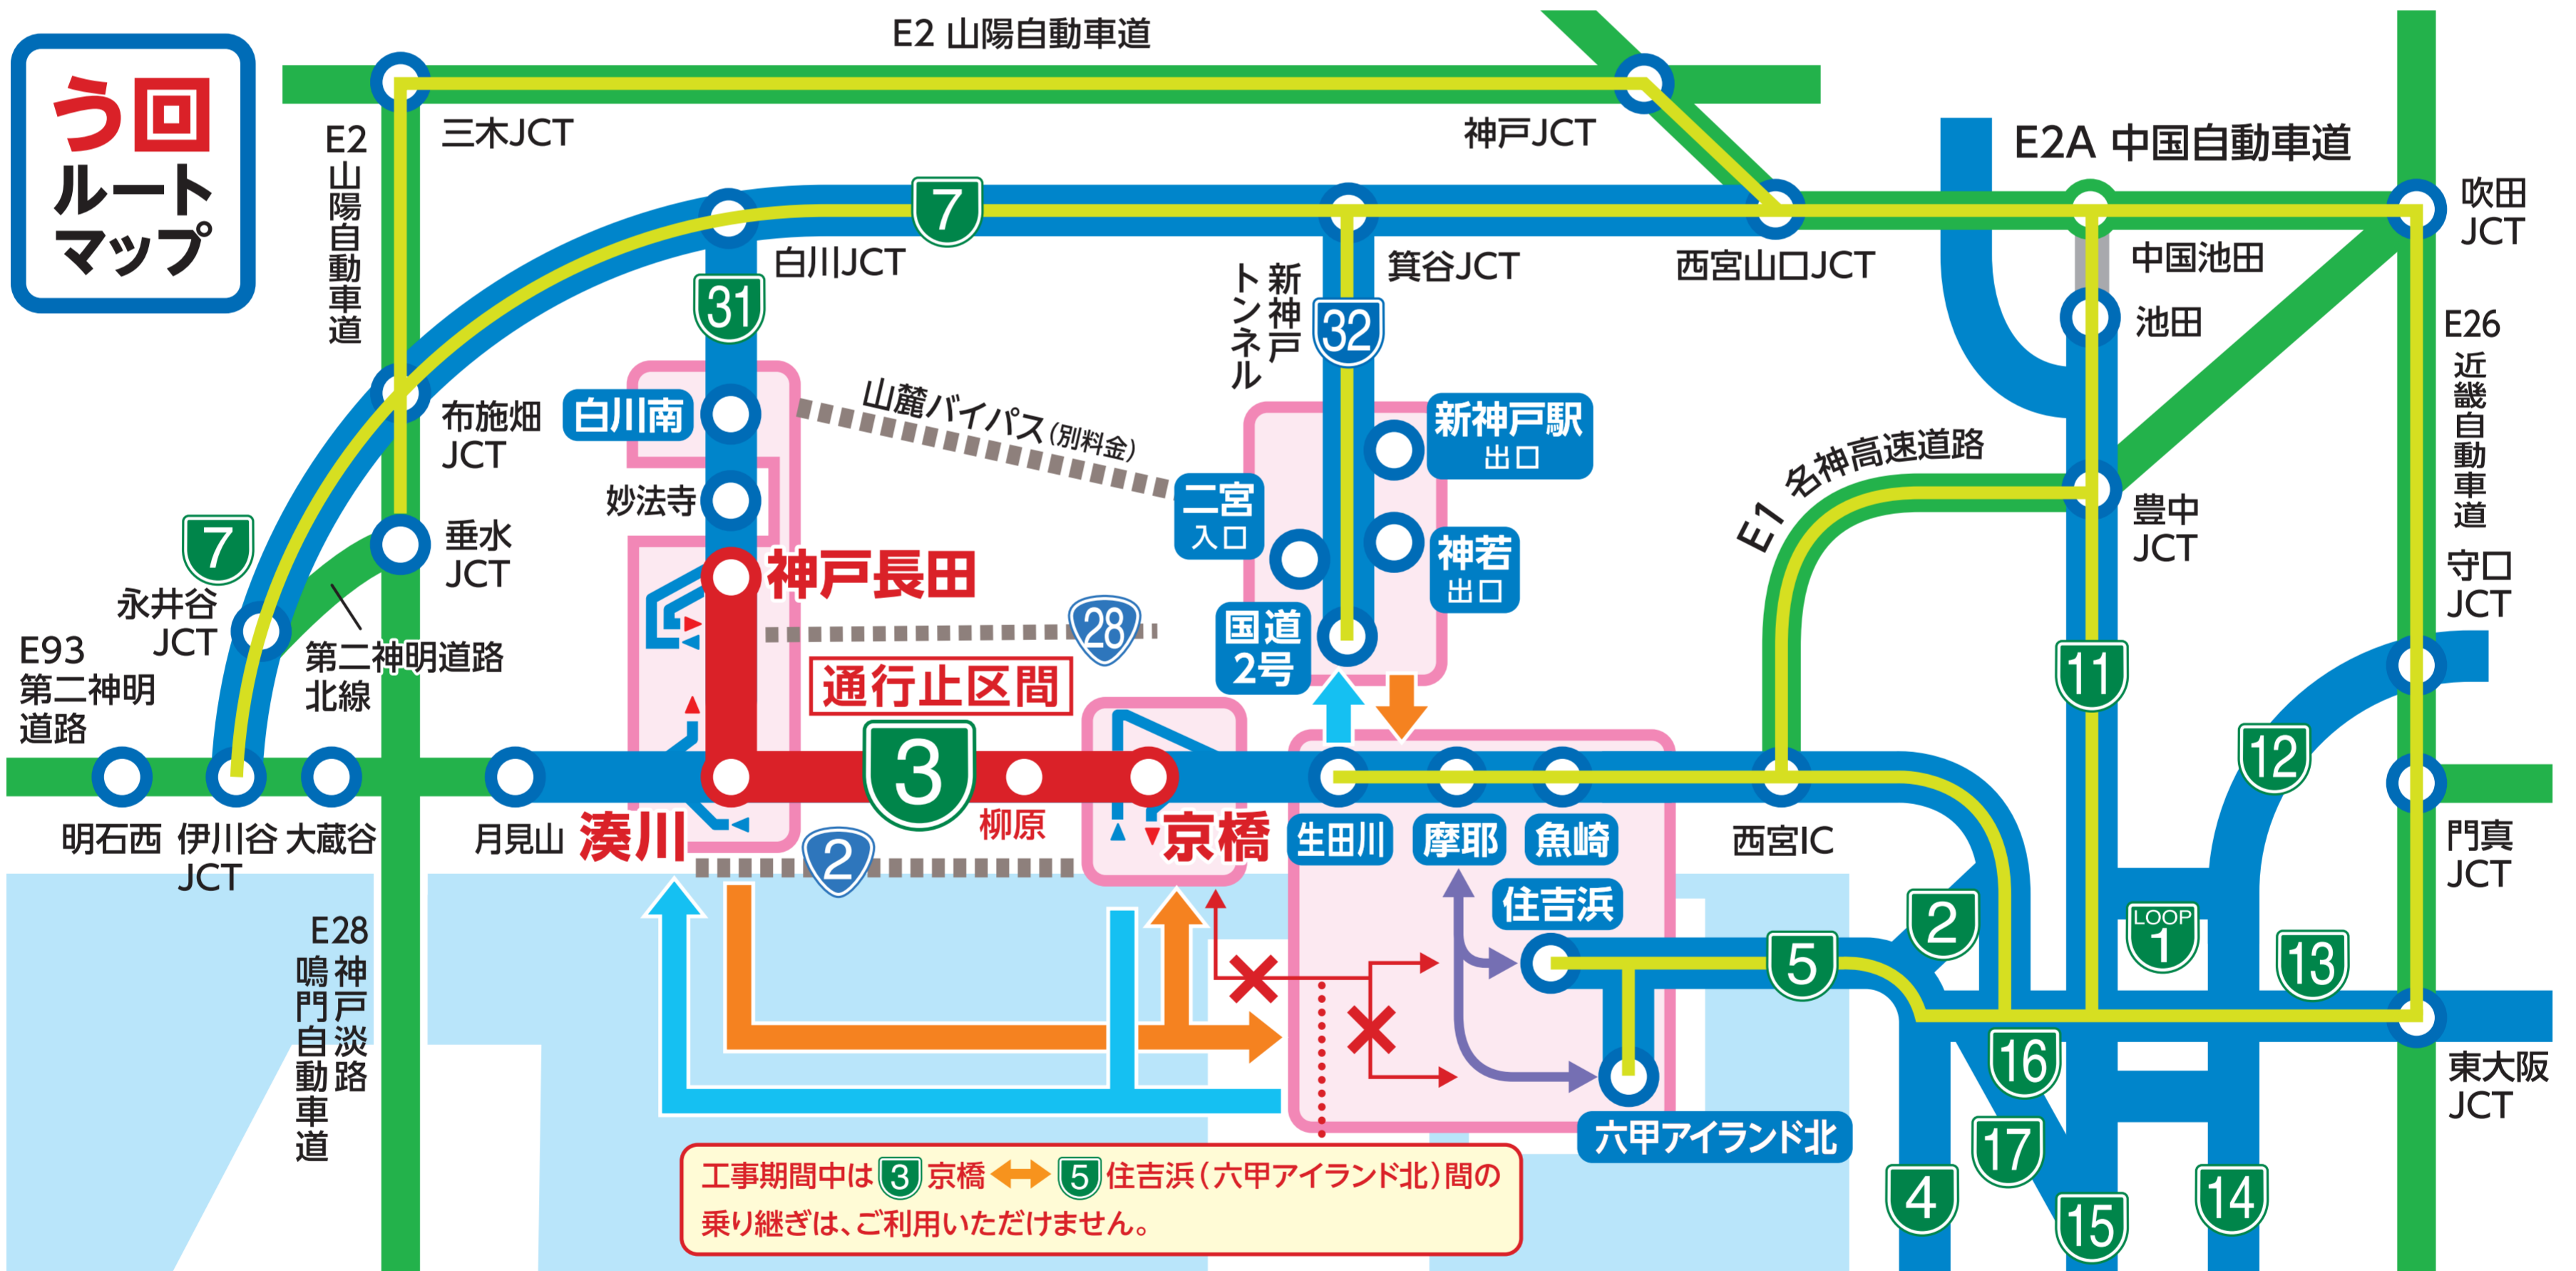 う回
ルート
マップ
E2 山陽自動車道
三木JCT
神戸JCT
E2A 中国自動車道
吹田
JCT
E2
山陽自動車道
7
白川JCT
箕谷JCT
西宮山口JCT
中国池田
池田
31
新神戸
トンネル
32
E26
近畿自動車道
布施畑
JCT
白川南
山麓バイパス(別料金)
新神戸駅
出口
二宮
入口
神若
出口
E1 名神高速道路
豊中
JCT
妙法寺
垂水
JCT
7
永井谷
JCT
神戸長田
28
国道
2号
守口
JCT
E93
第二神明
道路
第二神明道路
北線
通行止区間
11
12
3
明石西
伊川谷
JCT
大蔵谷
月見山
湊川
柳原
京橋
生田川
摩耶
魚崎
西宮IC
門真
JCT
2
住吉浜
2
LOOP
1
5
13
E28
神戸淡路
鳴門自動車道
16
東大阪
JCT
六甲アイランド北
17
4
15
14
工事期間中は3京橋 5住吉浜(六甲アイランド北)間の
乗り継ぎは、ご利用いただけません。